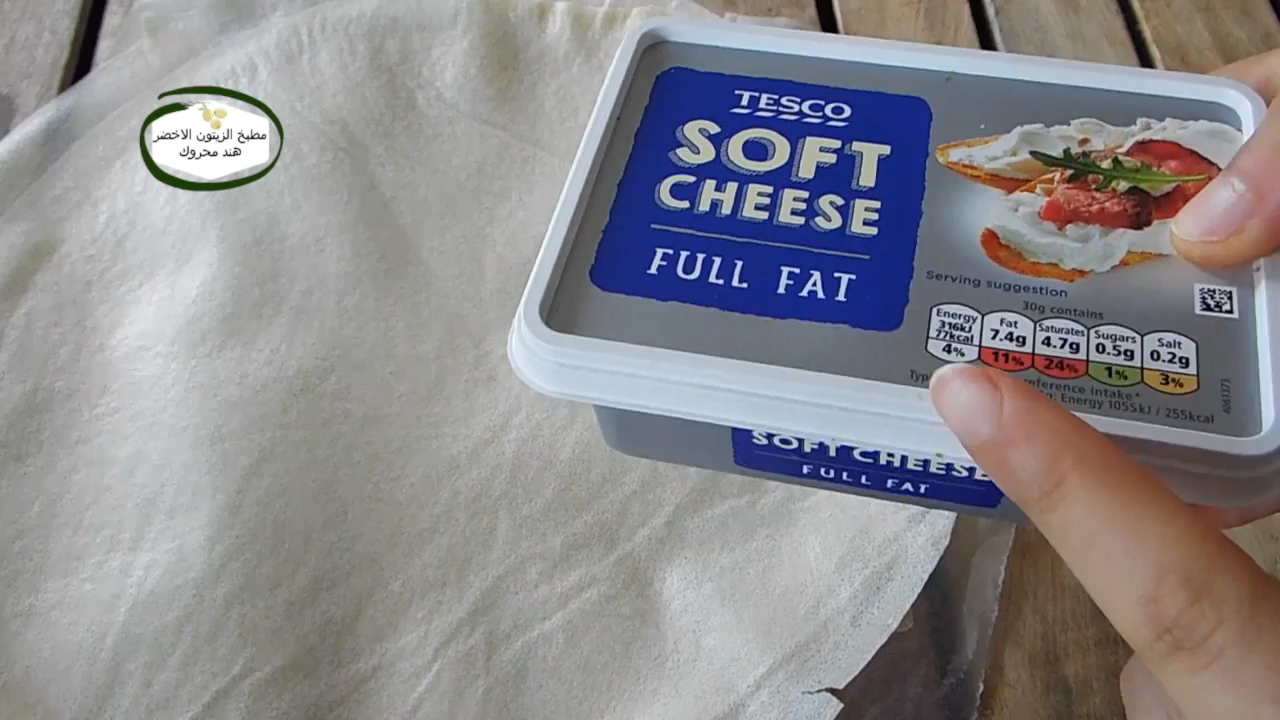 مطبخ الزيتون الاخضر
هند محروك
TESCO
SOFT
CHEESE
FULL FAT
Serving suggestion
30g contains
Energy
316kJ
77kcal
4%
Fat
7.4g
11%
Saturates
4.7g
24%
Sugars
0.5g
1%
Salt
0.2g
3%
reference intake*
Energy 1055kJ / 255kcal
SOFT CHEESE
FULL FAT